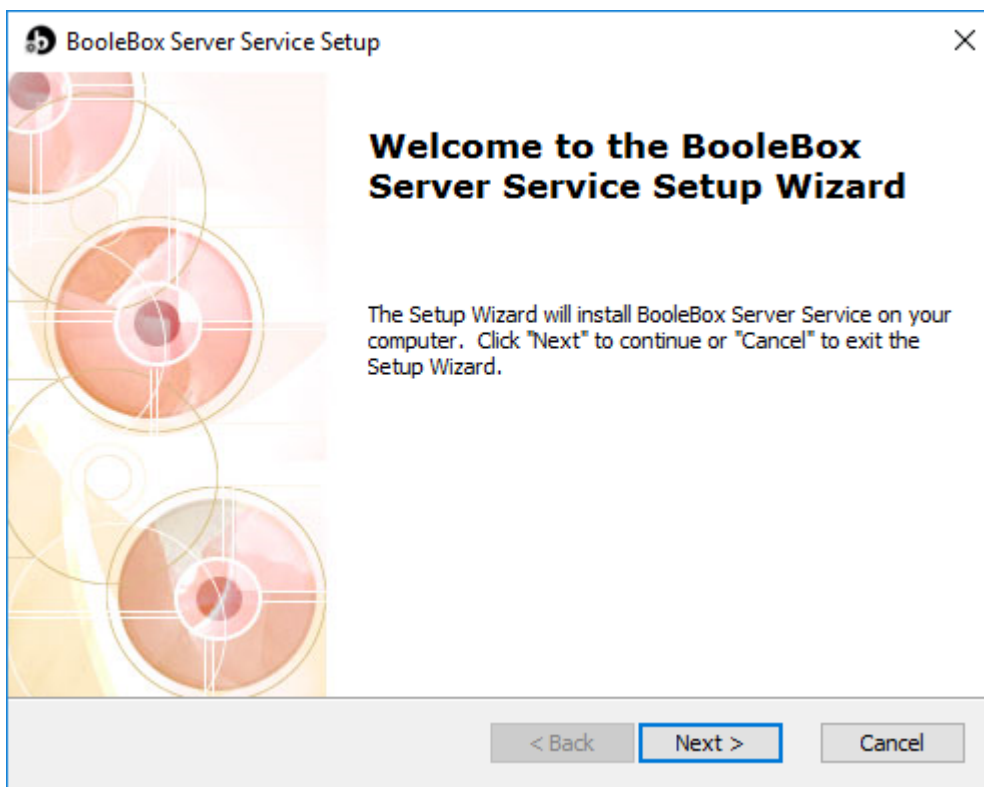 BooleBox Server Service Setup
Welcome to the BooleBox
Server Service Setup Wizard
The Setup Wizard will install BooleBox Server Service on your
computer.  Click "Next" to continue or "Cancel" to exit the
Setup Wizard.
< Back
Next >
Cancel